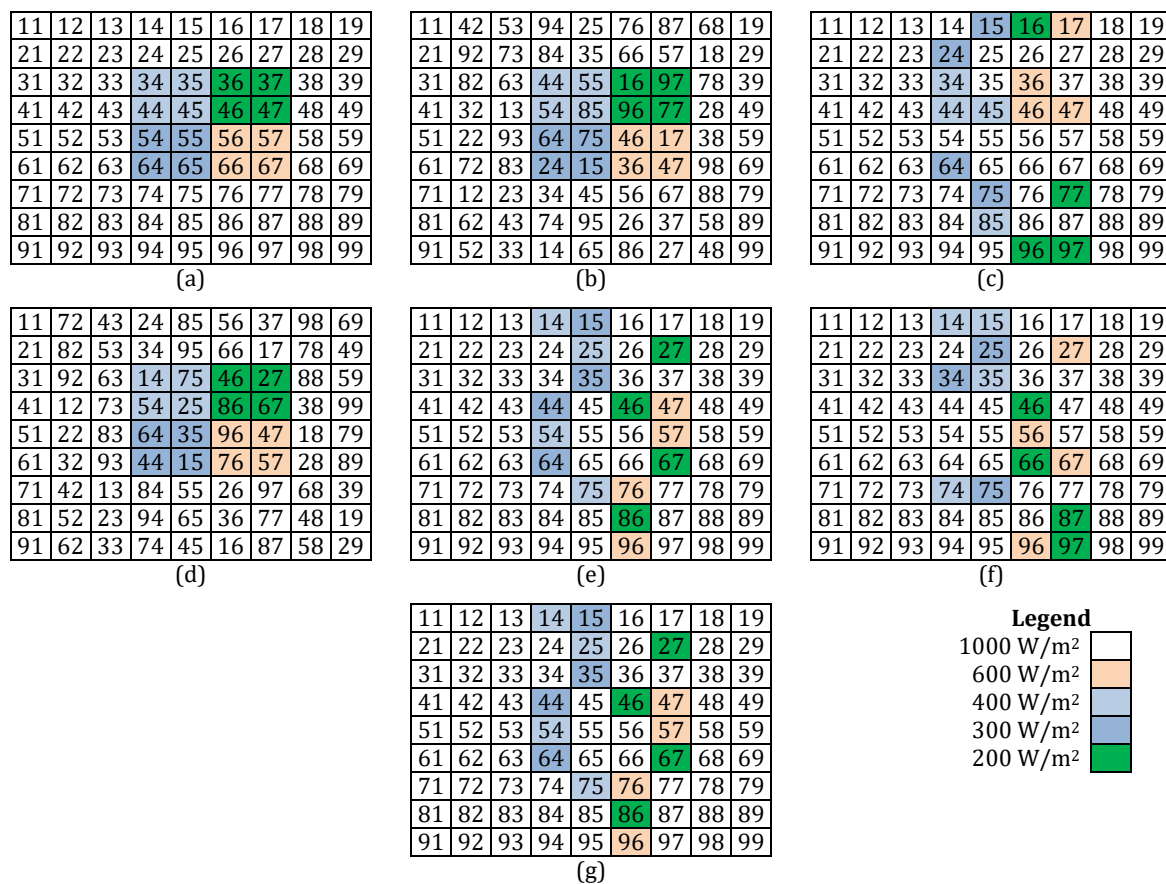 11 12 13 14 15 16 17 18 19
21 22 23 24 25 26 27 28 29
31 32 33 34 35 36 37 38 39
41 42 43 44 45 46 47 48 49
51 52 53 54 55 56 57 58 59
61 62 63 64 65 66 67 68 69
71 72 73 74 75 76 77 78 79
81 82 83 84 85 86 87 88 89
91 92 93 94 95 96 97 98 99
(a)
11 42 53 94 25 76 87 68 19
21 92 73 84 35 66 57 18 29
31 82 63 44 55 16 97 78 39
41 32 13 54 85 96 77 28 49
51 22 93 64 75 46 17 38 59
61 72 83 24 15 36 47 98 69
71 12 23 34 45 56 67 88 79
81 62 43 74 95 26 37 58 89
91 52 33 14 65 86 27 48 99
(b)
11 12 13 14 15 16 17 18 19
21 22 23 24 25 26 27 28 29
31 32 33 34 35 36 37 38 39
41 42 43 44 45 46 47 48 49
51 52 53 54 55 56 57 58 59
61 62 63 64 65 66 67 68 69
71 72 73 74 75 76 77 78 79
81 82 83 84 85 86 87 88 89
91 92 93 94 95 96 97 98 99
(c)
11 72 43 24 85 56 37 98 69
21 82 53 34 95 66 17 78 49
31 92 63 14 75 46 27 88 59
41 12 73 54 25 86 67 38 99
51 22 83 64 35 96 47 18 79
61 32 93 44 15 76 57 28 89
71 42 13 84 55 26 97 68 39
81 52 23 94 65 36 77 48 19
91 62 33 74 45 16 87 58 29
(d)
11 12 13 14 15 16 17 18 19
21 22 23 24 25 26 27 28 29
31 32 33 34 35 36 37 38 39
41 42 43 44 45 46 47 48 49
51 52 53 54 55 56 57 58 59
61 62 63 64 65 66 67 68 69
71 72 73 74 75 76 77 78 79
81 82 83 84 85 86 87 88 89
91 92 93 94 95 96 97 98 99
(e)
11 12 13 14 15 16 17 18 19
21 22 23 24 25 26 27 28 29
31 32 33 34 35 36 37 38 39
41 42 43 44 45 46 47 48 49
51 52 53 54 55 56 57 58 59
61 62 63 64 65 66 67 68 69
71 72 73 74 75 76 77 78 79
81 82 83 84 85 86 87 88 89
91 92 93 94 95 96 97 98 99
(f)
11 12 13 14 15 16 17 18 19
21 22 23 24 25 26 27 28 29
31 32 33 34 35 36 37 38 39
41 42 43 44 45 46 47 48 49
51 52 53 54 55 56 57 58 59
61 62 63 64 65 66 67 68 69
71 72 73 74 75 76 77 78 79
81 82 83 84 85 86 87 88 89
91 92 93 94 95 96 97 98 99
(g)
Legend
1000 W/m²
600 W/m²
400 W/m²
300 W/m²
200 W/m²